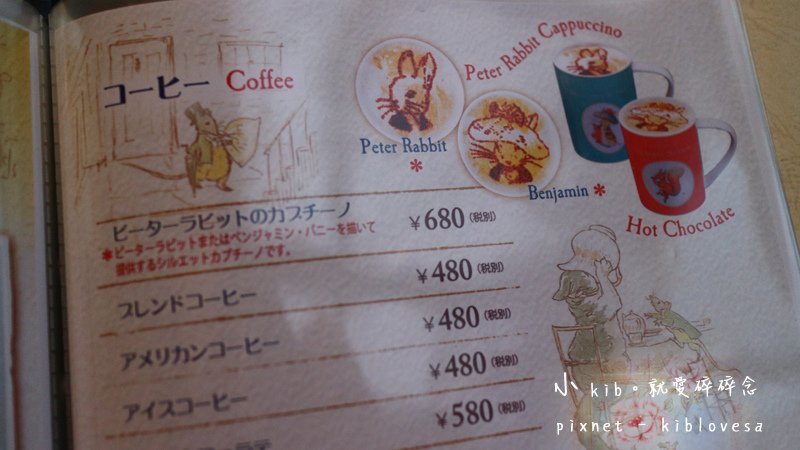 コーヒー Coffee
Peter Rabbit Cappuccino
Peter Rabbit
*
Benjamin *
Hot Chocolate
ピーターラビットのカプチーノ ¥680(税別)
*ピーターラビットまたはベンジャミン・バニーを描いて
提供するシルエットカプチーノです。
¥480(税別)
ブレンドコーヒー
¥480(税別)
アメリカンコーヒー
¥480(税別)
アイスコーヒー
¥580(税別)
小kib。就愛碎碎念
pixnet - kiblovesa